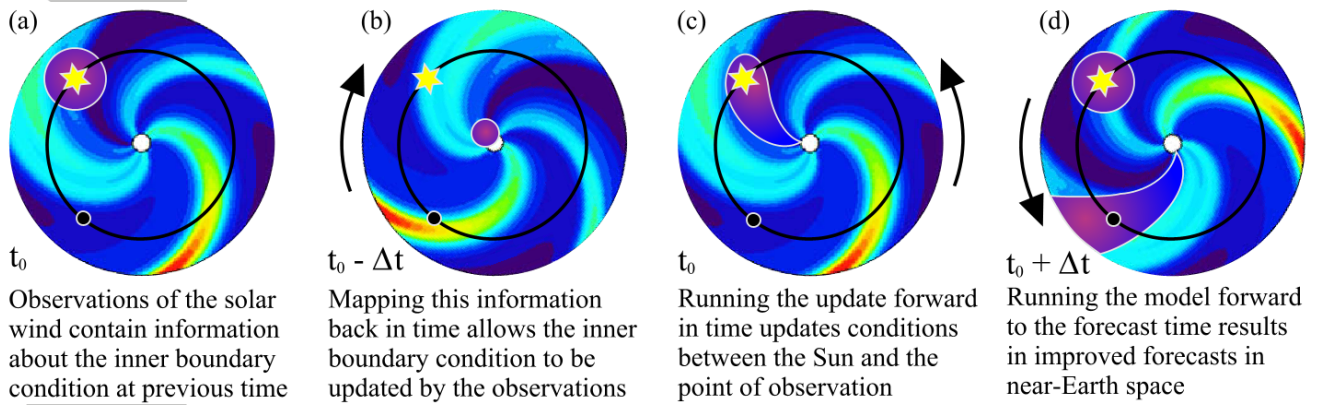 (a)
t₀
Observations of the solar
wind contain information
about the inner boundary
condition at previous time
(b)
t₀ - Δt
Mapping this information
back in time allows the inner
boundary condition to be
updated by the observations
(c)
t₀
Running the update forward
in time updates conditions
between the Sun and the
point of observation
(d)
t₀ + Δt
Running the model forward
to the forecast time results
in improved forecasts in
near-Earth space